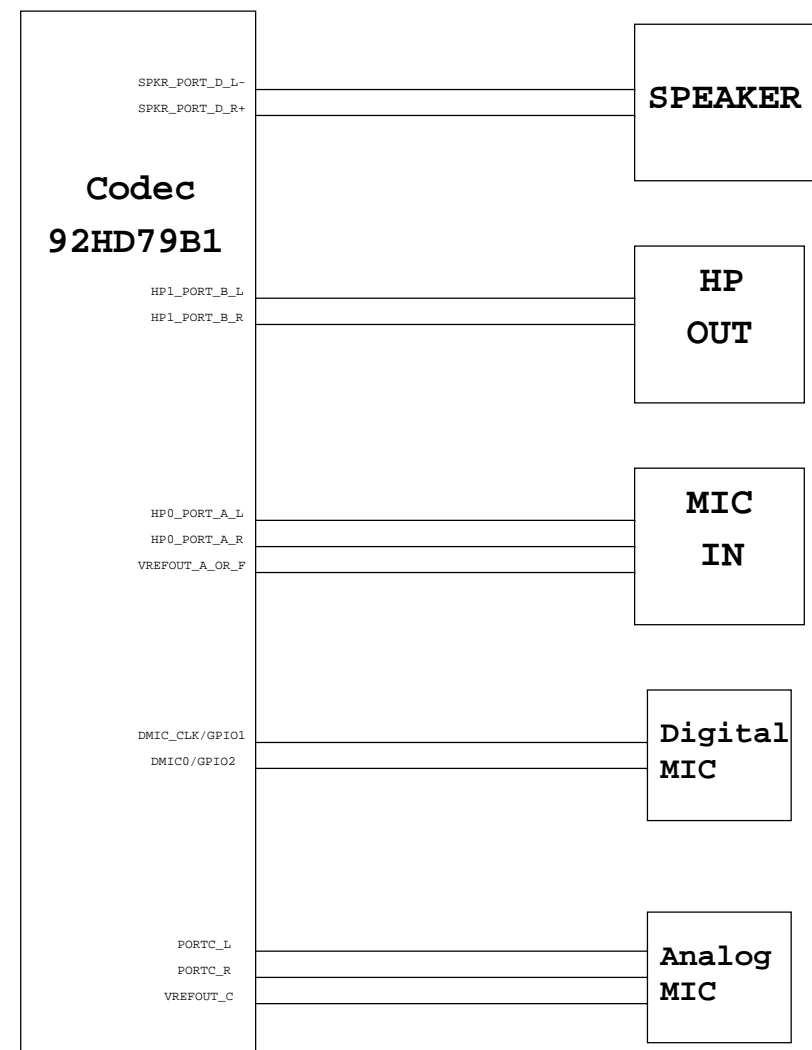 SPKR_PORT_D_L-
SPKR_PORT_D_R+
SPEAKER
Codec
92HD79B1
HP1_PORT_B_L
HP1_PORT_B_R
HP
OUT
HP0_PORT_A_L
HP0_PORT_A_R
VREFOUT_A_OR_F
MIC
IN
DMIC_CLK/GPIO1
DMIC0/GPIO2
Digital
MIC
PORTC_L
PORTC_R
VREFOUT_C
Analog
MIC